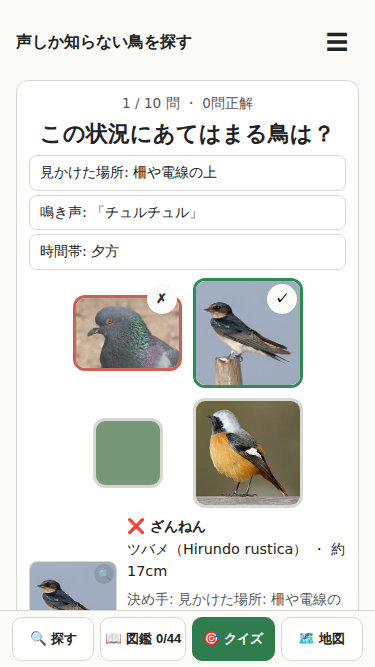 声しか知らない鳥を探す
☰
1 / 10 問 ・ 0問正解
この状況にあてはまる鳥は？
見かけた場所: 柵や電線の上
鳴き声: 「チュルチュル」
時間帯: 夕方
✗
✓
❌ ざんねん
ツバメ（Hirundo rustica） ・ 約
17cm
決め手: 見かけた場所: 柵や電線の
🔍 探す
📖 図鑑 0/44
🎯 クイズ
🗺️ 地図